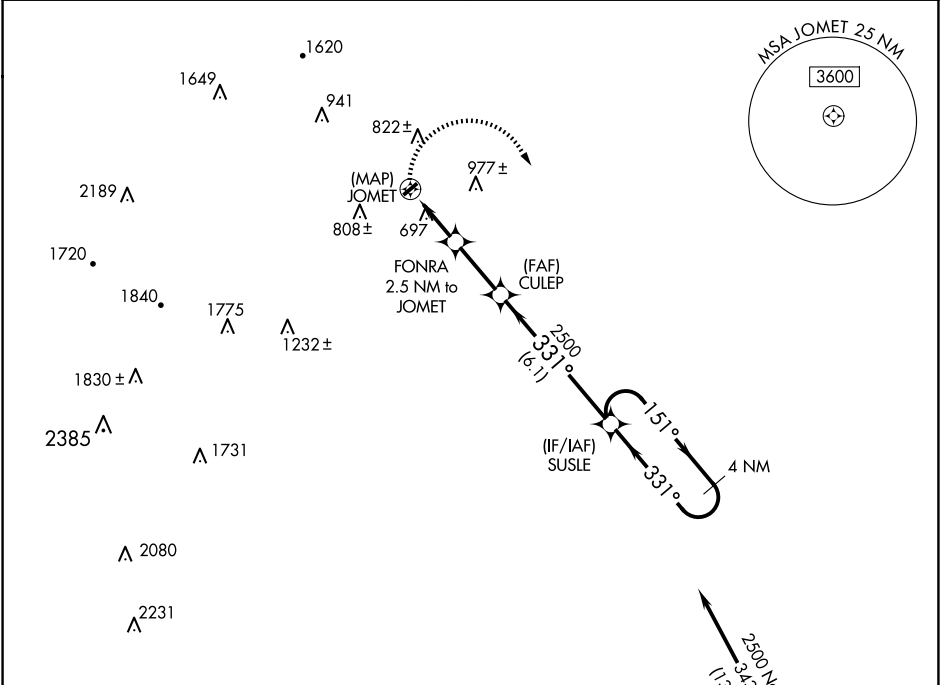 1620
MSA JOMET 25 NM
3600
1649
941
822 ±
977 ±
(MAP)
JOMET
2189
808 ±
697
1720
FONRA
2.5 NM to
JOMET
(FAF)
CULEP
1840
1775
1232 ±
2500
331°
(6.1)
1830 ±
2385
1731
(IF/IAF)
SUSLE
151°
331°
4 NM
2080
2231
2500